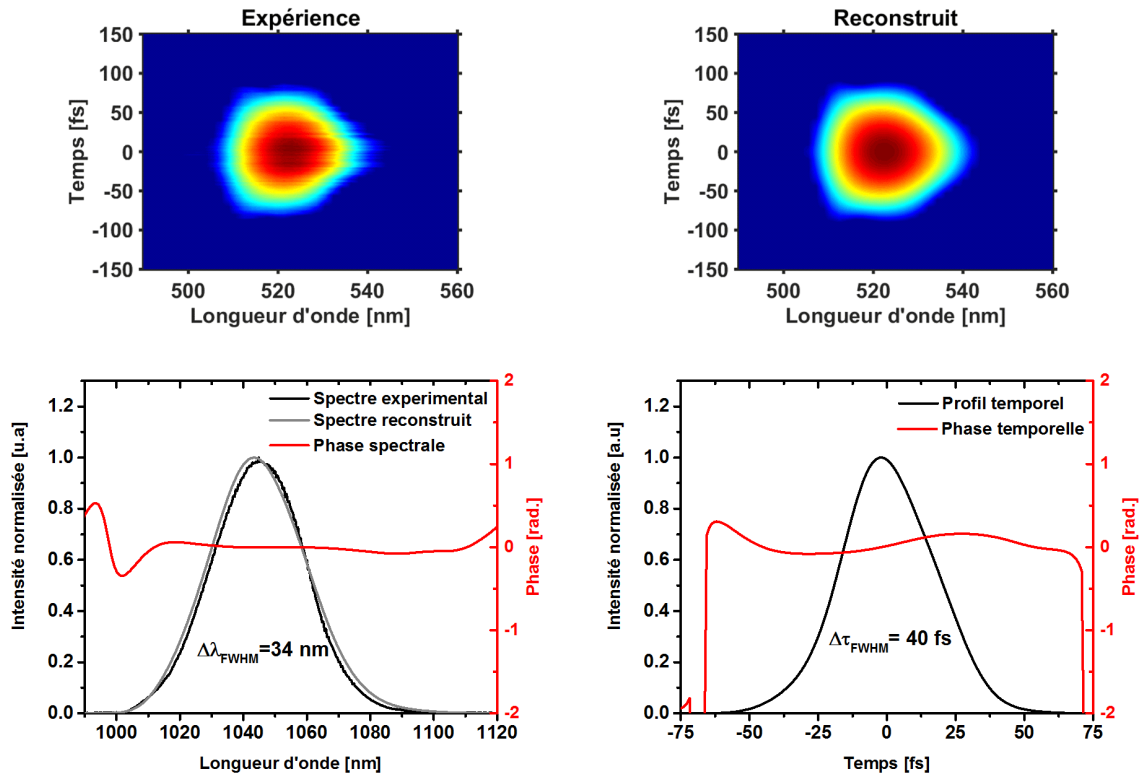 Expérience
150
100
50
0
-50
-100
-150
Temps [fs]
500 520 540 560
Longueur d'onde [nm]
Reconstruit
150
100
50
0
-50
-100
-150
Temps [fs]
500 520 540 560
Longueur d'onde [nm]
Intensité normalisée [u.a]
1.2
1.0
0.8
0.6
0.4
0.2
0.0
Spectre experimental
Spectre reconstruit
Phase spectrale
ΔλFWHM=34 nm
2
1
0
-1
-2
Phase [rad.]
1000 1020 1040 1060 1080 1100 1120
Longueur d'onde [nm]
Intensité normalisée [a.u]
1.2
1.0
0.8
0.6
0.4
0.2
0.0
Profil temporel
Phase temporelle
ΔτFWHM= 40 fs
2
1
0
-1
-2
Phase [rad.]
-75 -50 -25 0 25 50 75
Temps [fs]